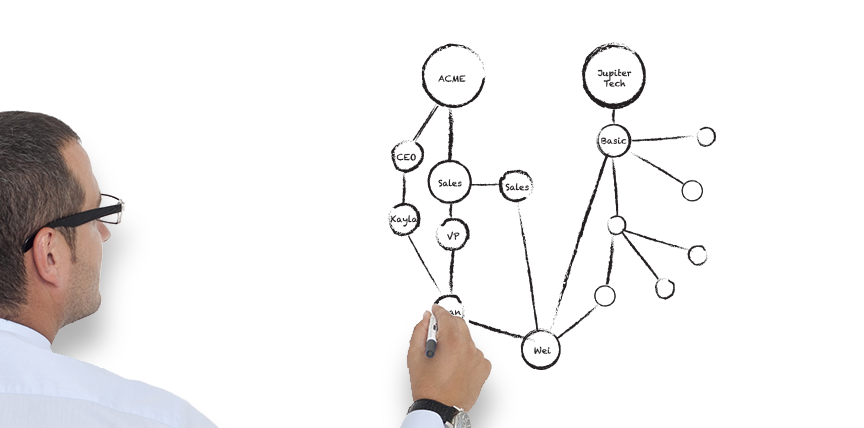 ACME
Jupiter
Tech
Basic
CEO
Sales
Sales
Kayla
VP
Wei